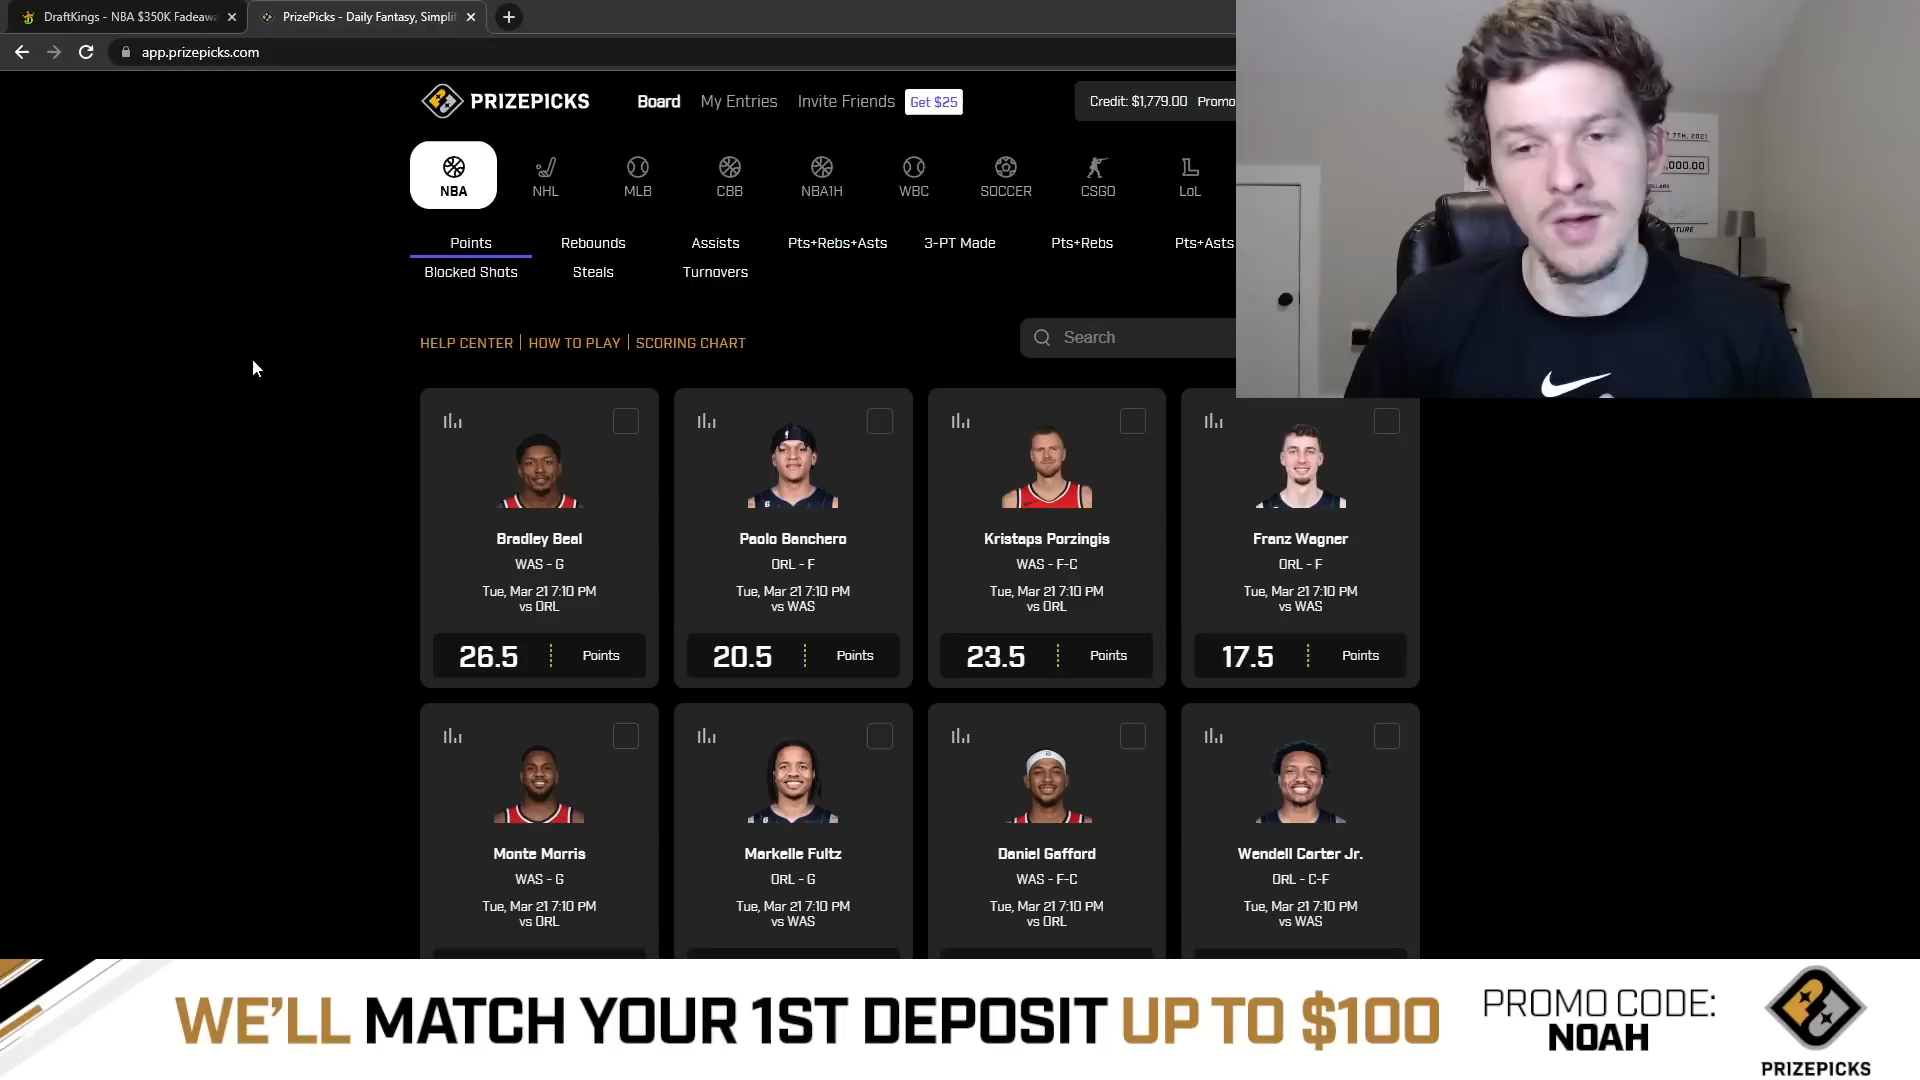 DraftKings - NBA $350K Fadeaw
PrizePicks - Daily Fantasy, Simplif
app.prizepicks.com
PRIZEPICKS
Board
My Entries
Invite Friends
Get $25
Credit: $1,779.00 Promo
NBA
NHL
MLB
CBB
NBA1H
WBC
SOCCER
CSGO
LoL
Points
Rebounds
Assists
Pts+Rebs+Asts
3-PT Made
Pts+Rebs
Pts+Asts
Blocked Shots
Steals
Turnovers
HELP CENTER | HOW TO PLAY | SCORING CHART
Search
7TH, 2021
,000.00
Bradley Beal
WAS - G
Tue, Mar 21 7:10 PM
vs ORL
26.5 Points
Paolo Banchero
ORL - F
Tue, Mar 21 7:10 PM
vs WAS
20.5 Points
Kristaps Porzingis
WAS - F-C
Tue, Mar 21 7:10 PM
vs ORL
23.5 Points
Franz Wagner
ORL - F
Tue, Mar 21 7:10 PM
vs WAS
17.5 Points
Monte Morris
WAS - G
Tue, Mar 21 7:10 PM
vs ORL
Markelle Fultz
ORL - G
Tue, Mar 21 7:10 PM
vs WAS
Daniel Gafford
WAS - F-C
Tue, Mar 21 7:10 PM
vs ORL
Wendell Carter Jr.
ORL - C-F
Tue, Mar 21 7:10 PM
vs WAS
WE'LL MATCH YOUR 1ST DEPOSIT UP TO $100
PROMO CODE:
NOAH
PRIZEPICKS